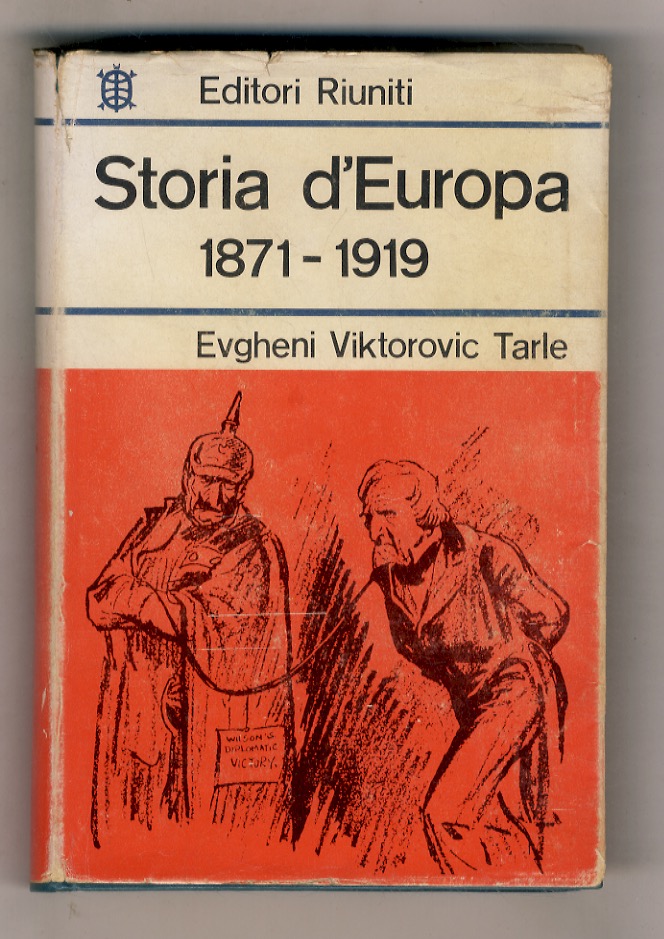 Editori Riuniti
Storia d'Europa
1871-1919
Evgheni Viktorovic Tarle
WILSON'S
DIPLOMATIC
VICTORY.